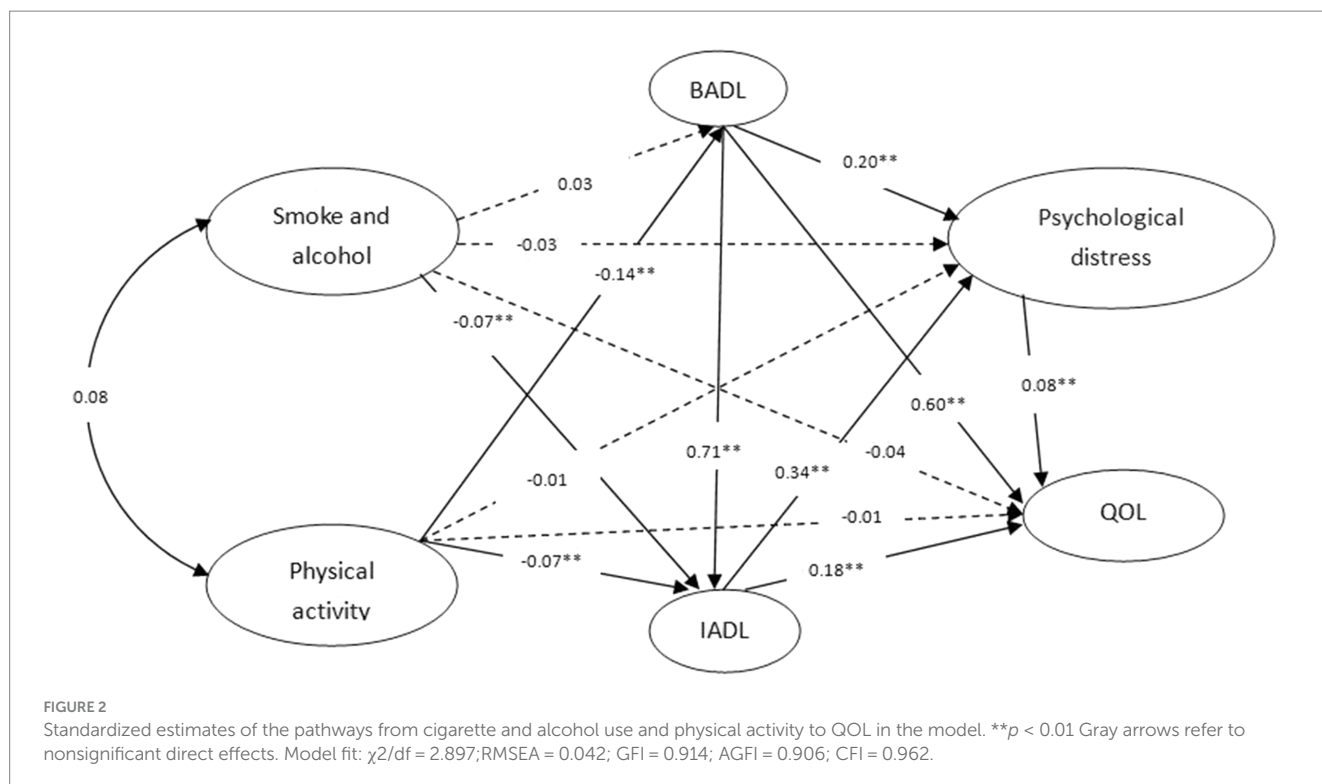 BADL
0.20**
Smoke and
alcohol
0.03
Psychological
distress
-0.03
-0.14**
-0.07**
0.08
0.08**
0.60**
0.71**
-0.04
0.34**
-0.01
-0.01
QOL
Physical
activity
-0.07**
0.18**
IADL
FIGURE 2
Standardized estimates of the pathways from cigarette and alcohol use and physical activity to QOL in the model. **p < 0.01 Gray arrows refer to
nonsignificant direct effects. Model fit: χ2/df = 2.897;RMSEA = 0.042; GFI = 0.914; AGFI = 0.906; CFI = 0.962.